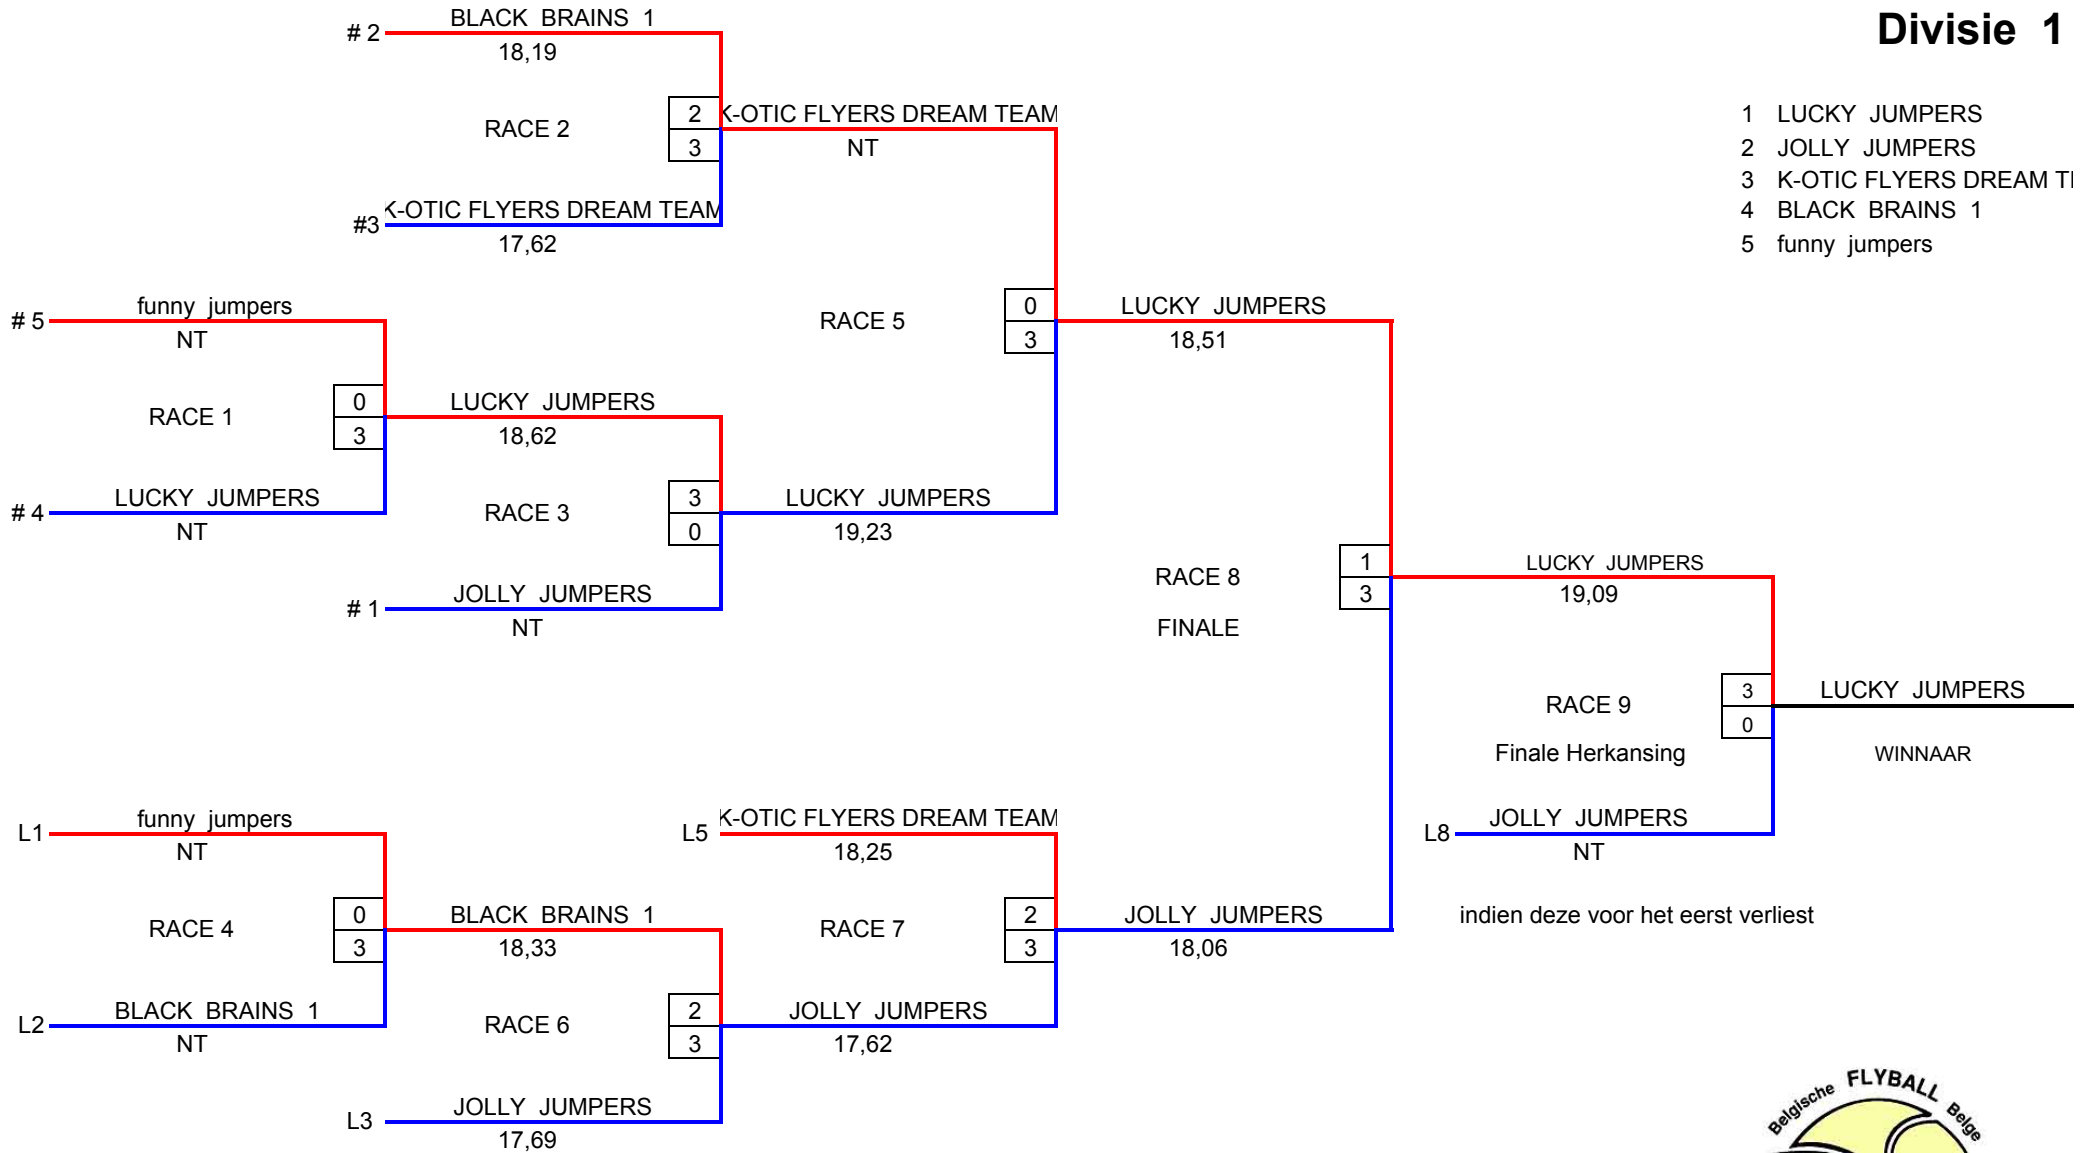 Divisie 1
1 LUCKY JUMPERS
2 JOLLY JUMPERS
3 K-OTIC FLYERS DREAM
4 BLACK BRAINS 1
5 funny jumpers
# 2 BLACK BRAINS 1
18,19
RACE 2
2
3
#3 K-OTIC FLYERS DREAM TEAM
17,62
K-OTIC FLYERS DREAM TEAM
NT
# 5 funny jumpers
NT
RACE 1
0
3
# 4 LUCKY JUMPERS
NT
LUCKY JUMPERS
18,62
RACE 3
3
0
# 1 JOLLY JUMPERS
NT
RACE 5
0
3
LUCKY JUMPERS
19,23
LUCKY JUMPERS
18,51
RACE 8
FINALE
1
3
LUCKY JUMPERS
19,09
RACE 9
Finale Herkansing
3
0
LUCKY JUMPERS
WINNAAR
L8 JOLLY JUMPERS
NT
indien deze voor het eerst verliest
L1 funny jumpers
NT
RACE 4
0
3
L2 BLACK BRAINS 1
NT
BLACK BRAINS 1
18,33
RACE 6
2
3
L3 JOLLY JUMPERS
17,69
L5 K-OTIC FLYERS DREAM TEAM
18,25
RACE 7
2
3
JOLLY JUMPERS
17,62
JOLLY JUMPERS
18,06
Belgische FLYBALL Belge